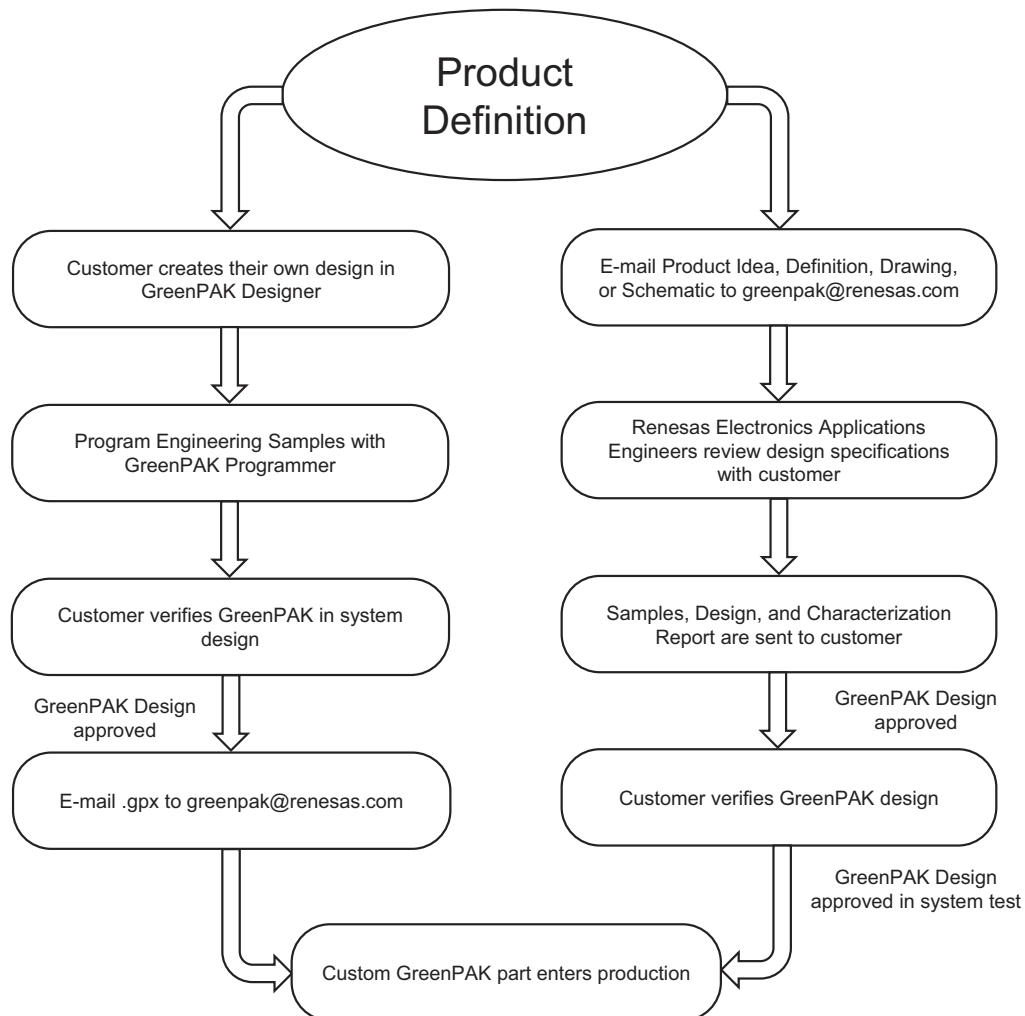 Product
Definition
Customer creates their own design in
GreenPAK Designer
Program Engineering Samples with
GreenPAK Programmer
Customer verifies GreenPAK in system
design
GreenPAK Design
approved
E-mail .gpx to greenpak@renesas.com
E-mail Product Idea, Definition, Drawing,
or Schematic to greenpak@renesas.com
Renesas Electronics Applications
Engineers review design specifications
with customer
Samples, Design, and Characterization
Report are sent to customer
GreenPAK Design
approved
Customer verifies GreenPAK design
GreenPAK Design
approved in system test
Custom GreenPAK part enters production